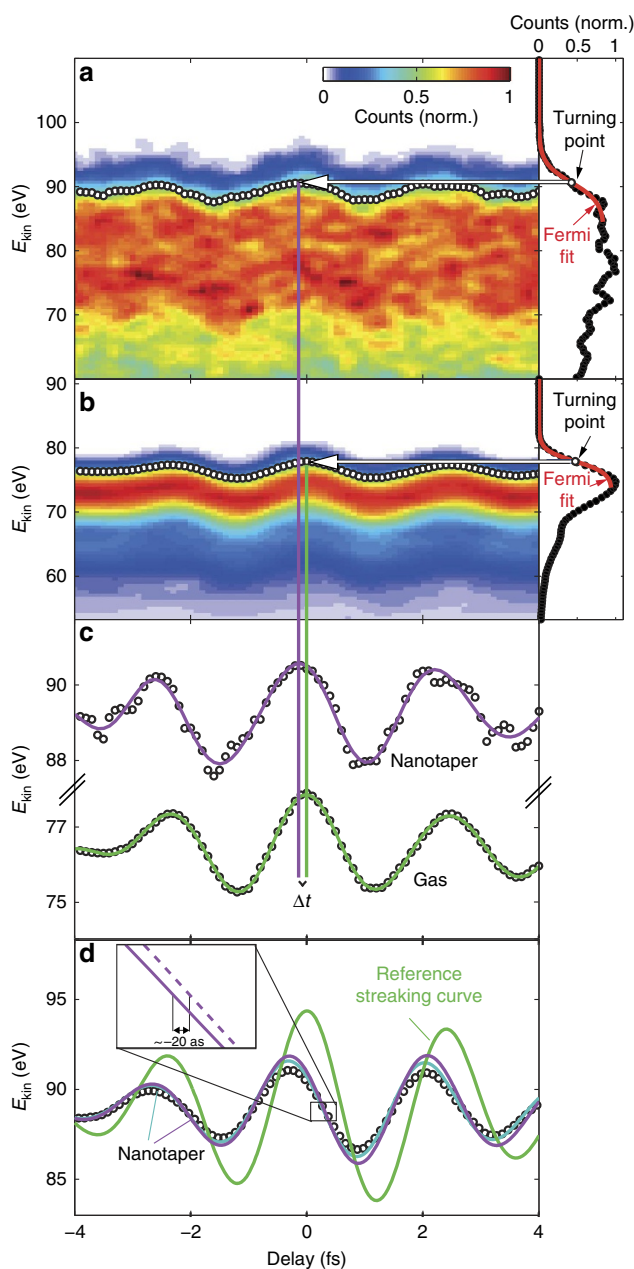 Counts (norm.)
0 0.5 1
a
0 0.5 1
Counts (norm.)
Turning
point
Fermi
fit
100
90
80
70
E_kin (eV)
b
Turning
point
Fermi
fit
90
80
70
60
E_kin (eV)
c
90
88
Nanotaper
77
75
Gas
E_kin (eV)
Δt
d
~−20 as
Reference
streaking curve
95
90
85
E_kin (eV)
Nanotaper
−4 −2 0 2 4
Delay (fs)